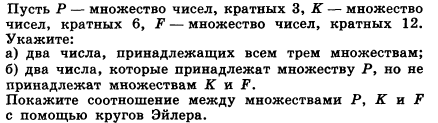 Пусть P — множество чисел, кратных 3, K — множество
чисел, кратных 6, F — множество чисел, кратных 12.
Укажите:
а) два числа, принадлежащих всем трем множествам;
б) два числа, которые принадлежат множеству P, но не
принадлежат множествам K и F.
Покажите соотношение между множествами P, K и F
с помощью кругов Эйлера.